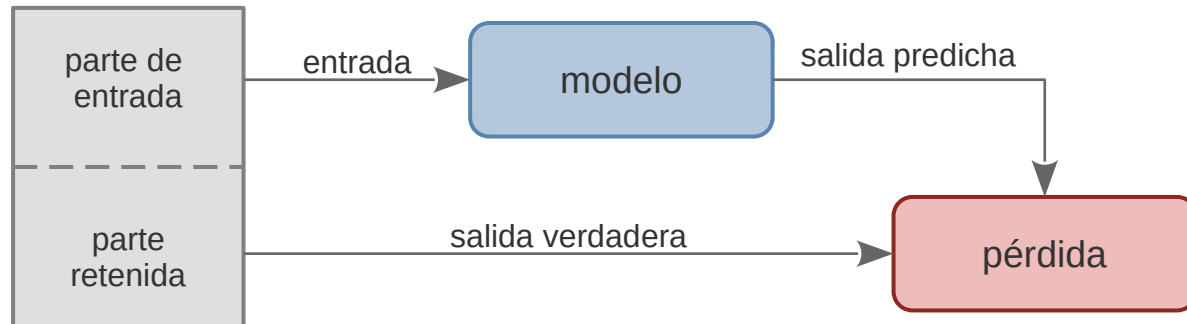 parte de
entrada
entrada
modelo
salida predicha
parte
retenida
salida verdadera
pérdida